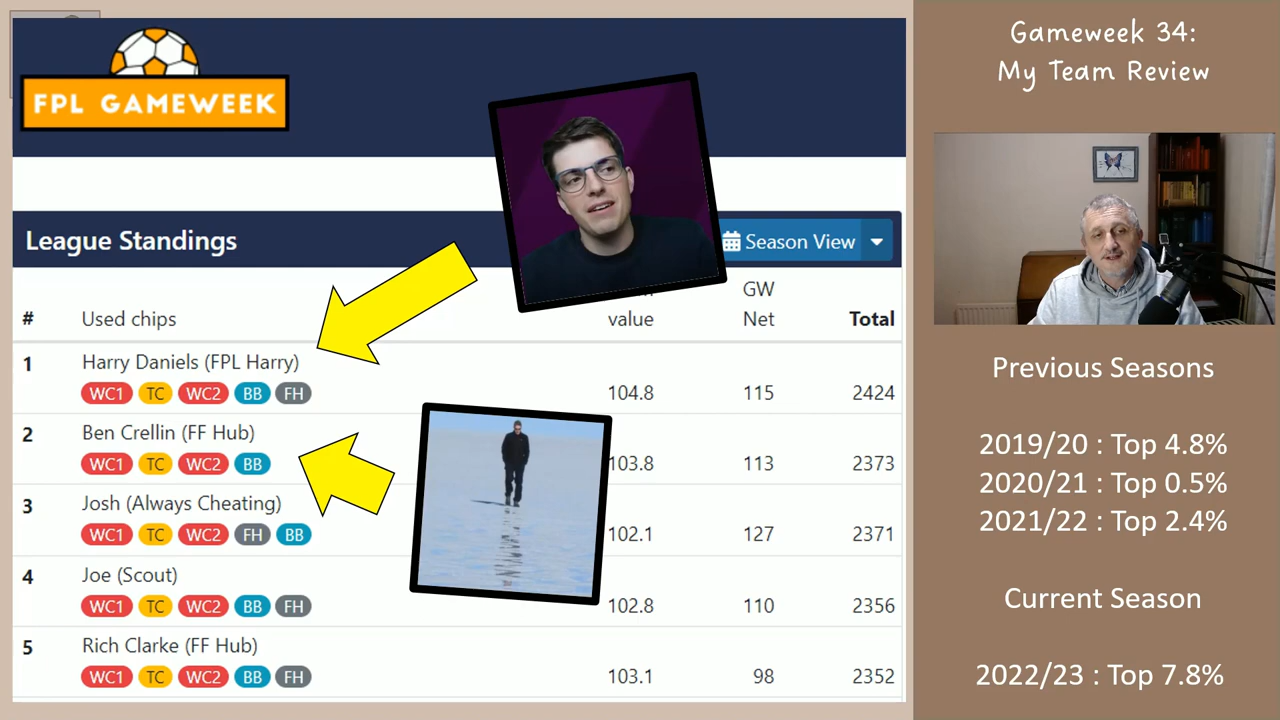 FPL GAMEWEEK
League Standings
Season View
# Used chips value GW Net Total
1 Harry Daniels (FPL Harry)
WC1 TC WC2 BB FH 104.8 115 2424
2 Ben Crellin (FF Hub)
WC1 TC WC2 BB 103.8 113 2373
3 Josh (Always Cheating)
WC1 TC WC2 FH BB 102.1 127 2371
4 Joe (Scout)
WC1 TC WC2 BB FH 102.8 110 2356
5 Rich Clarke (FF Hub)
WC1 TC WC2 BB FH 103.1 98 2352
Gameweek 34:
My Team Review
Previous Seasons
2019/20 : Top 4.8%
2020/21 : Top 0.5%
2021/22 : Top 2.4%
Current Season
2022/23 : Top 7.8%